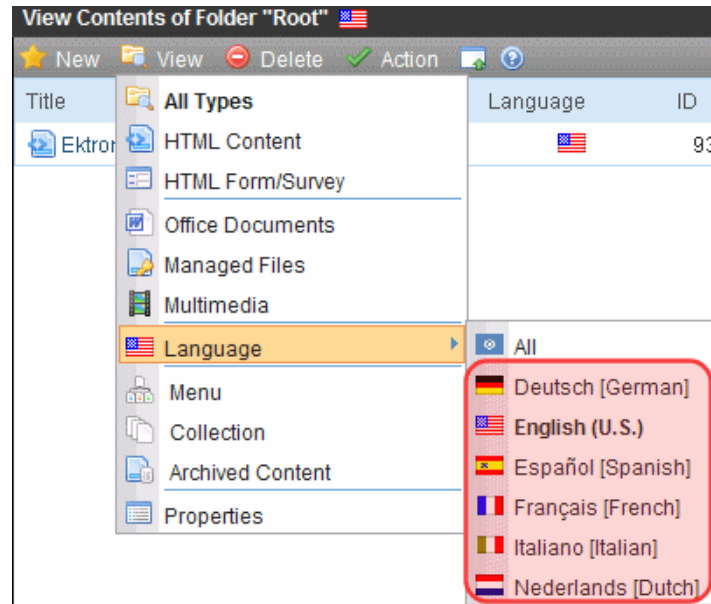 View Contents of Folder "Root"
New View Delete Action
Title Language ID
All Types
HTML Content
HTML Form/Survey
Office Documents
Managed Files
Multimedia
Language
Menu
Collection
Archived Content
Properties
All
Deutsch [German]
English (U.S.)
Español [Spanish]
Français [French]
Italiano [Italian]
Nederlands [Dutch]